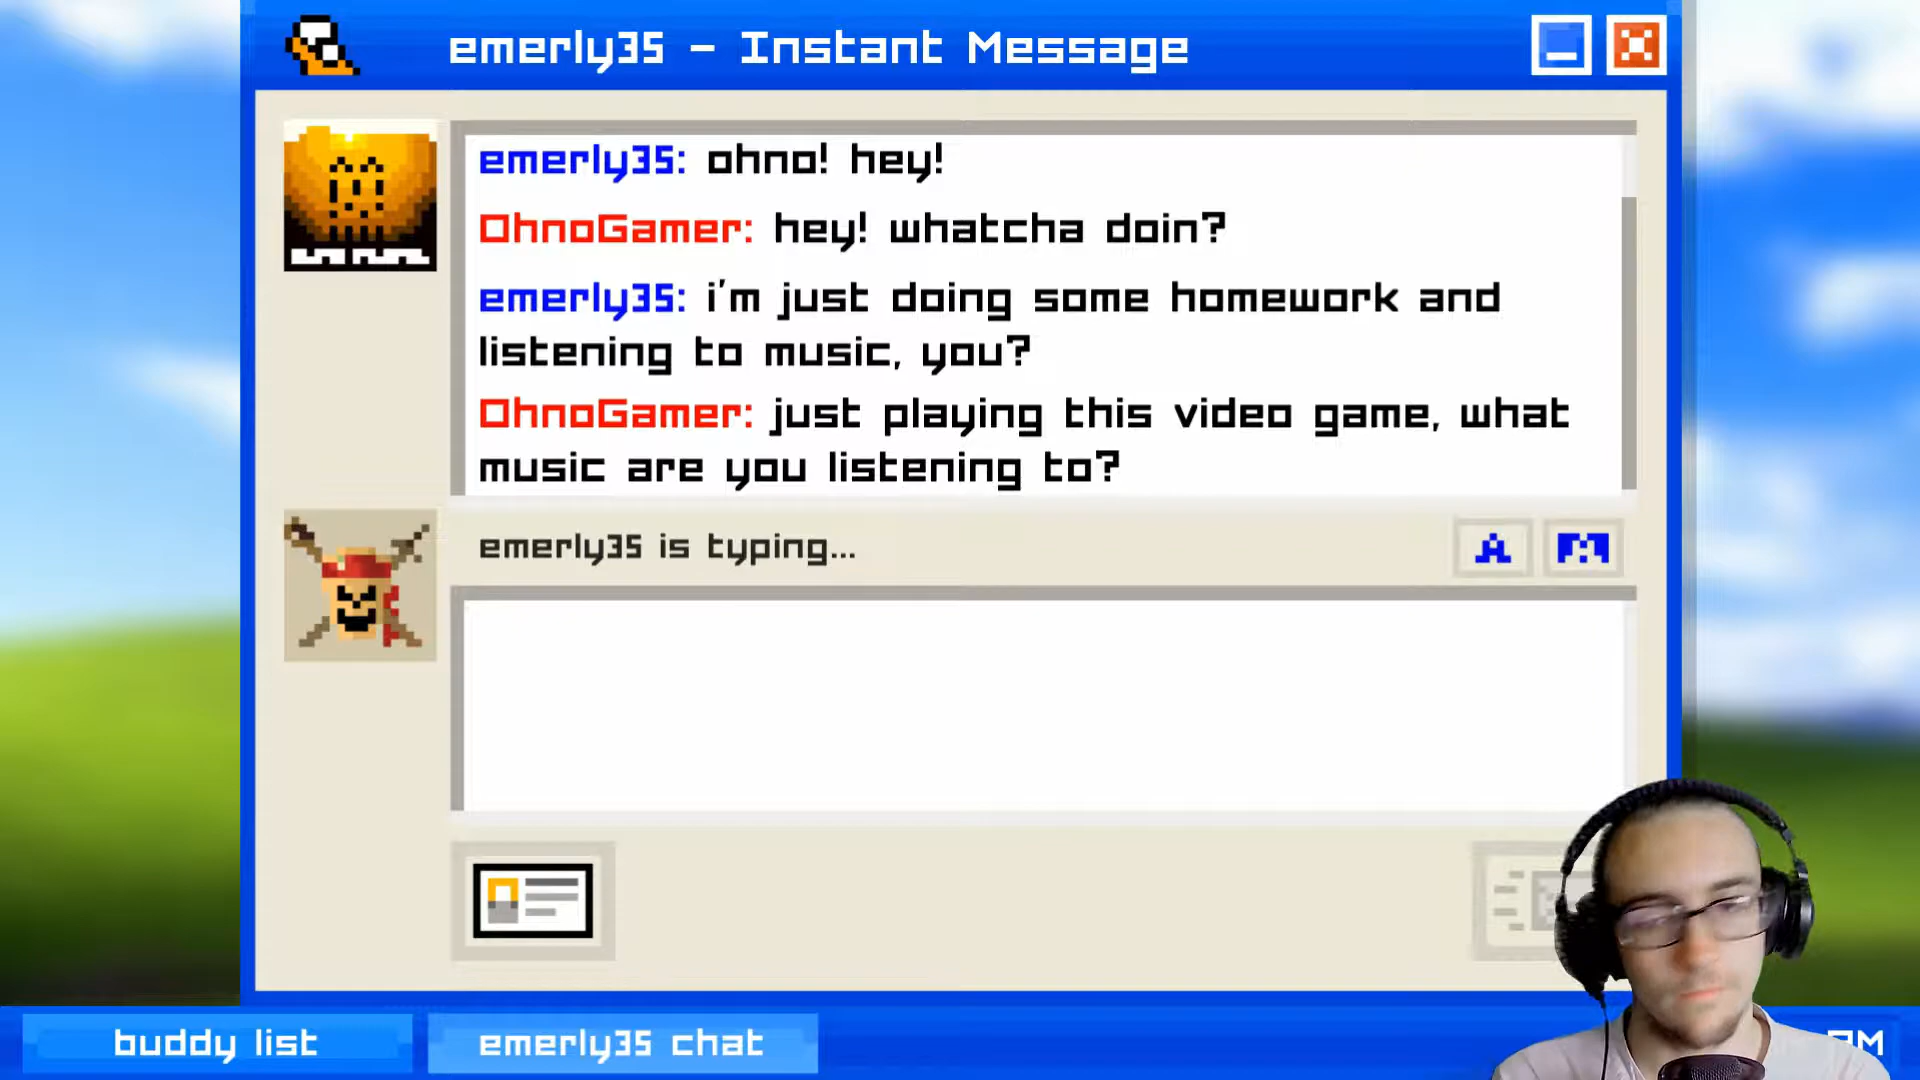 emerly35 - Instant Message
emerly35: ohno! hey!
OhnoGamer: hey! whatcha doin?
emerly35: i'm just doing some homework and
listening to music, you?
OhnoGamer: just playing this video game, what
music are you listening to?
emerly35 is typing...
A
buddy list
emerly35 chat